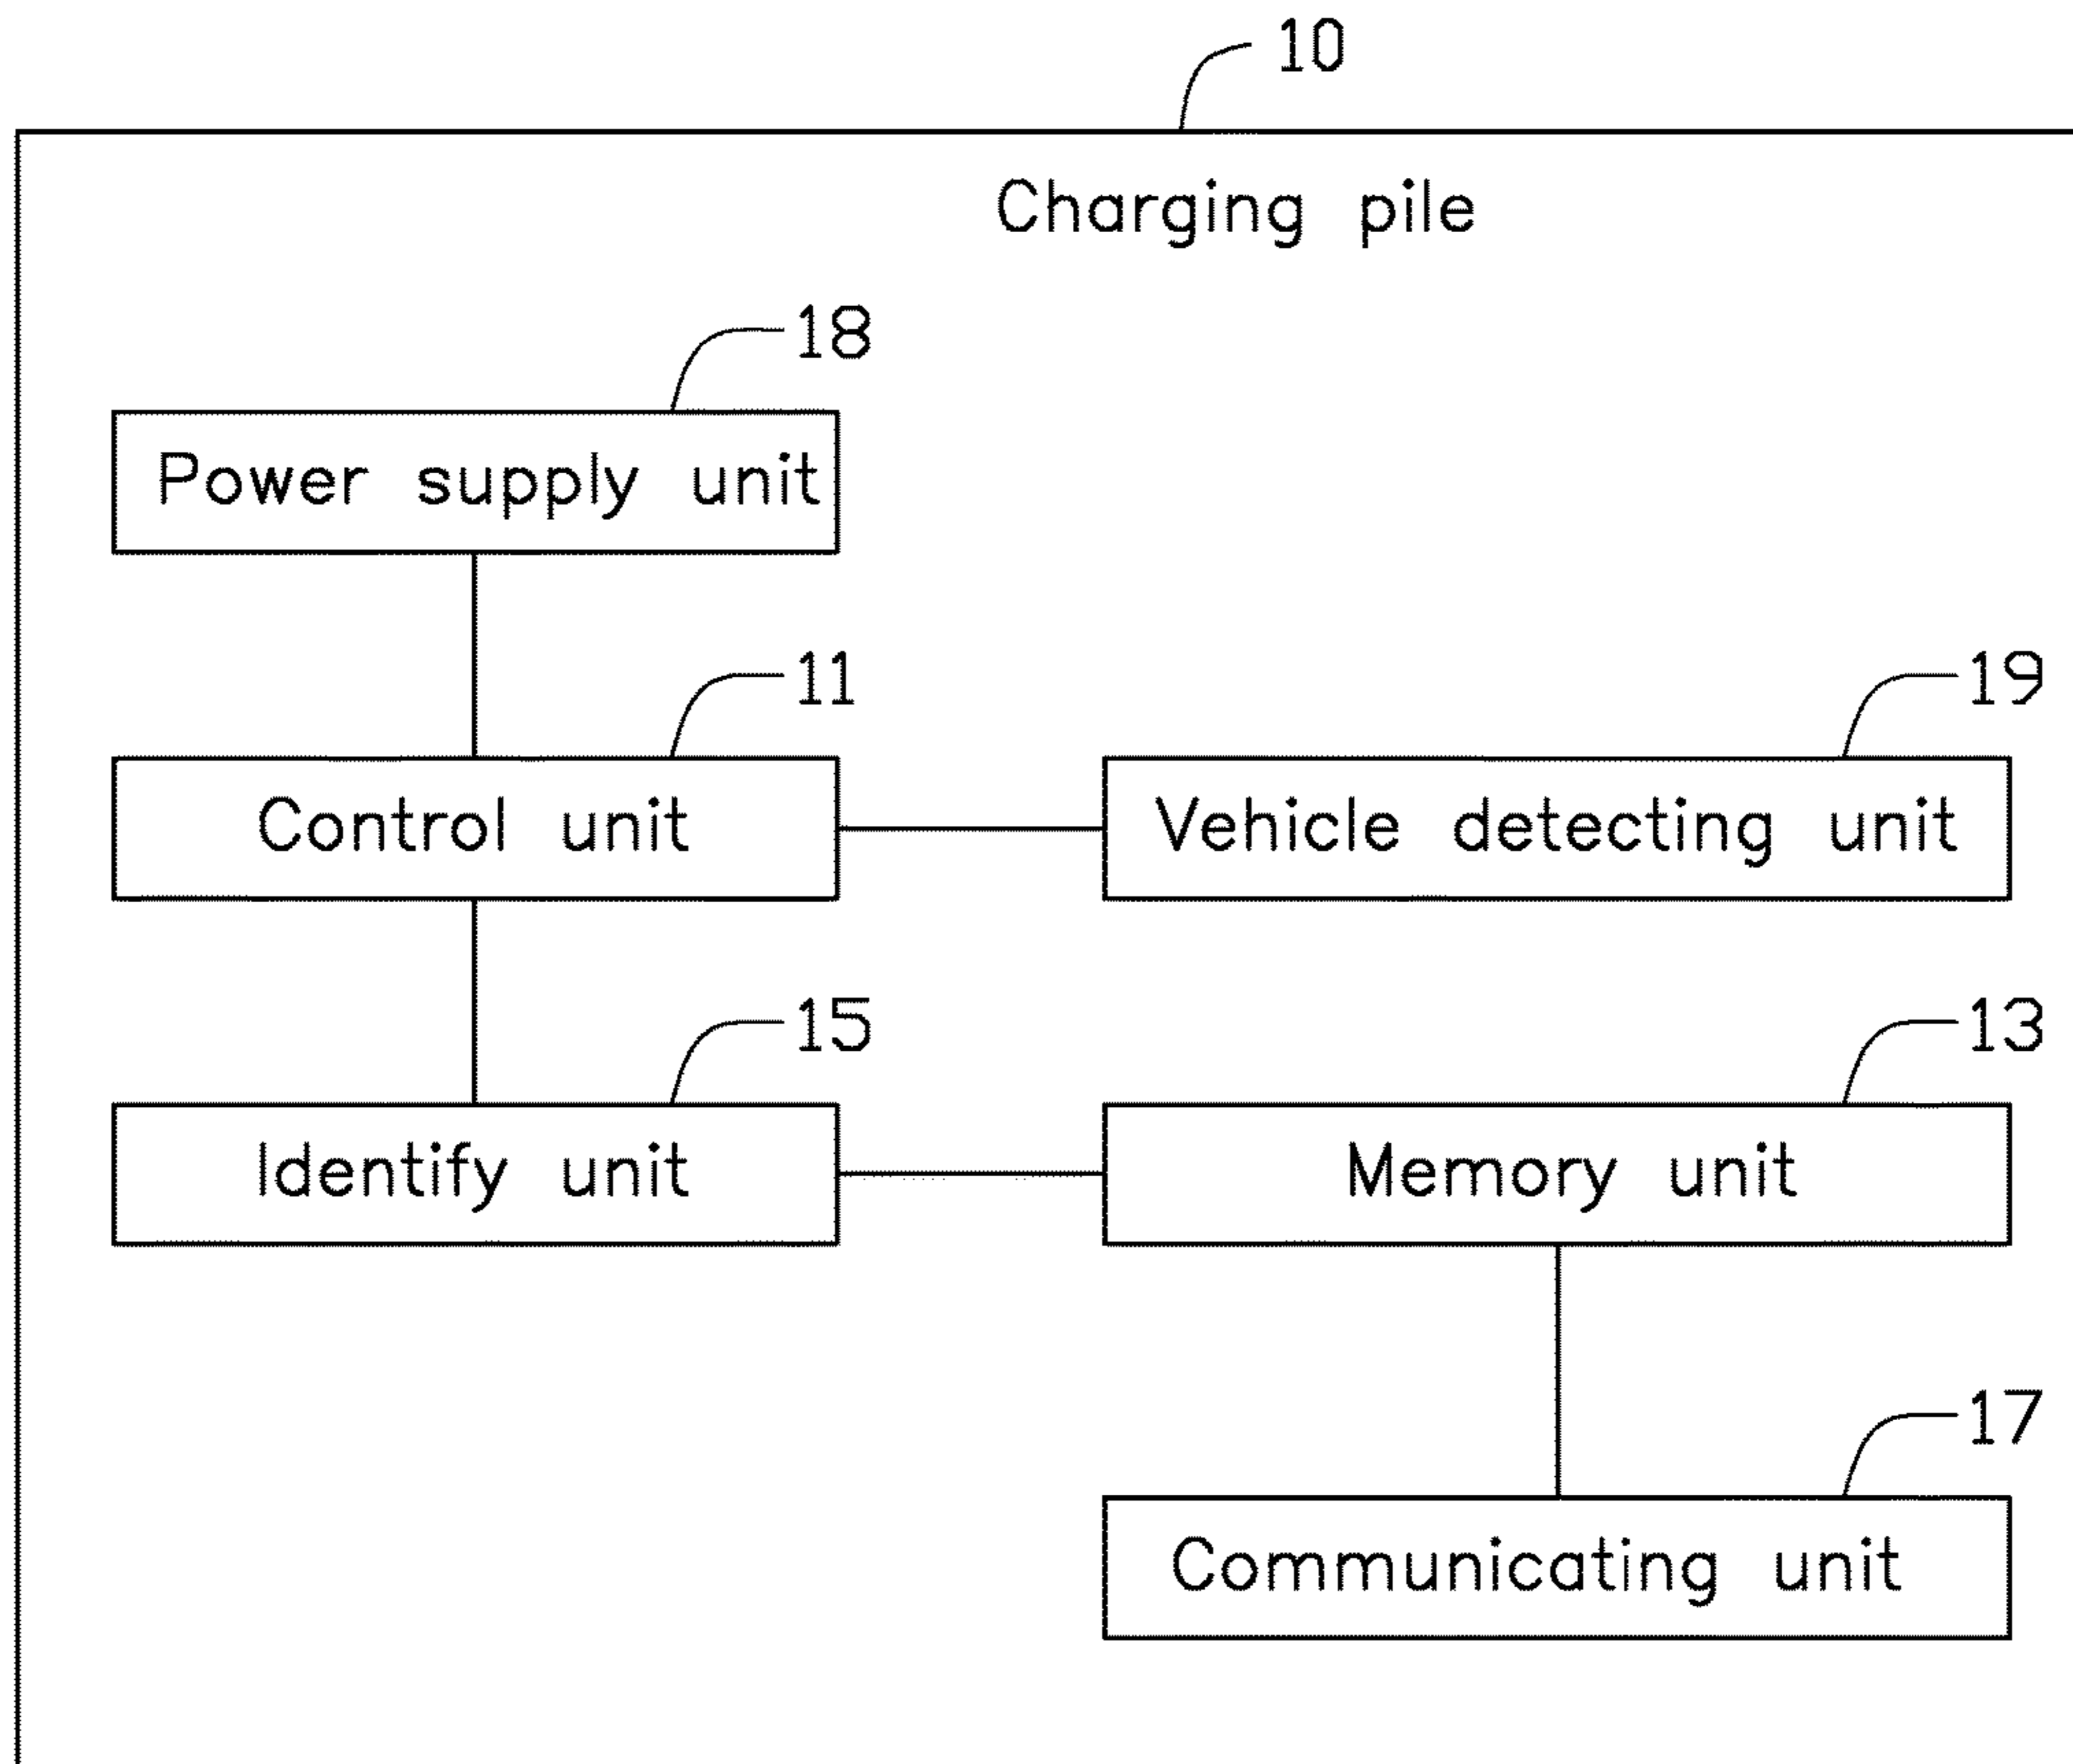 10
Charging pile
18
Power supply unit
11
19
Control unit
Vehicle detecting unit
15
13
Identify unit
Memory unit
17
Communicating unit